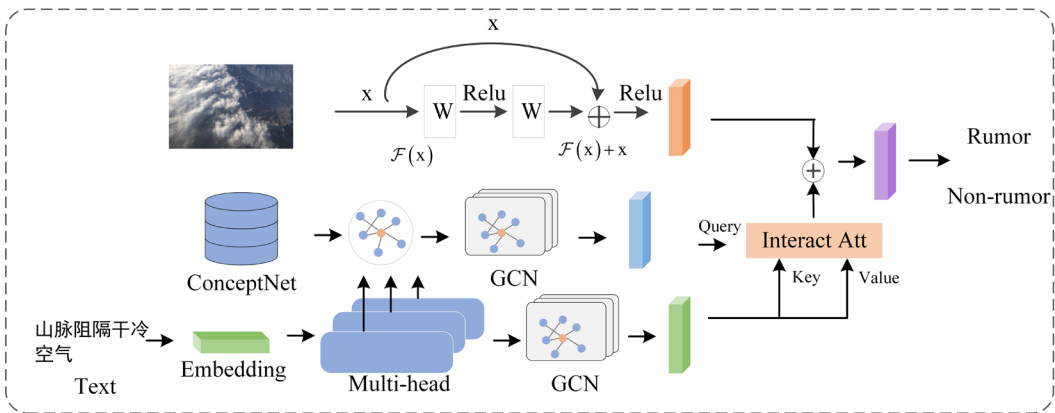 x
x
Relu
Relu
W
W
F(x)
F(x)+x
Rumor
Non-rumor
Query
Interact Att
Key
Value
ConceptNet
GCN
山脉阻隔干冷
空气
Text
Embedding
Multi-head
GCN